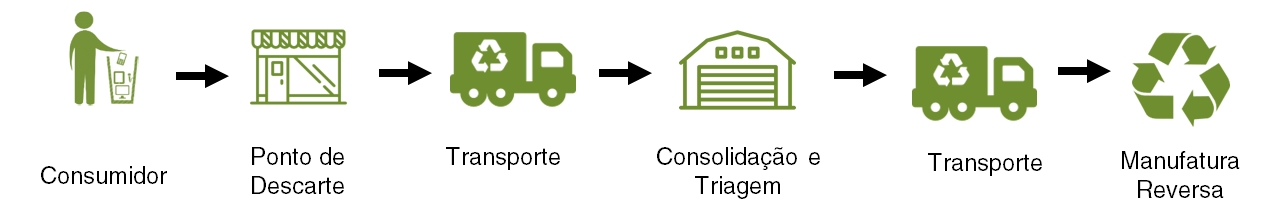 Consumidor
Ponto de
Descarte
Transporte
Consolidação e
Triagem
Transporte
Manufatura
Reversa